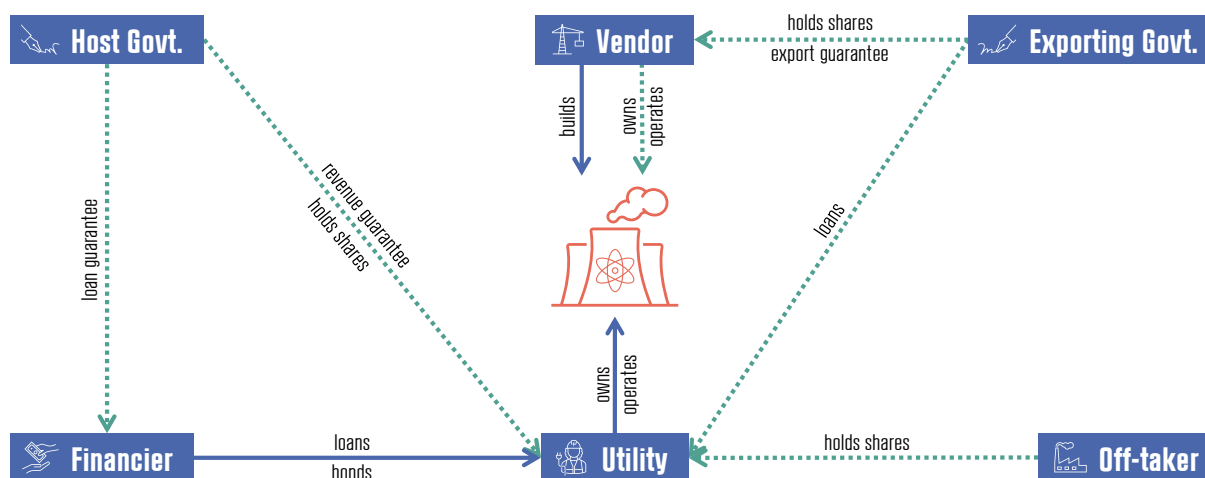 Host Govt.
Vendor
holds shares
export guarantee
Exporting Govt.
builds
owns
operates
loan guarantee
revenue guarantee
holds shares
loans
owns
operates
Financier
loans
bonds
Utility
holds shares
Off-taker